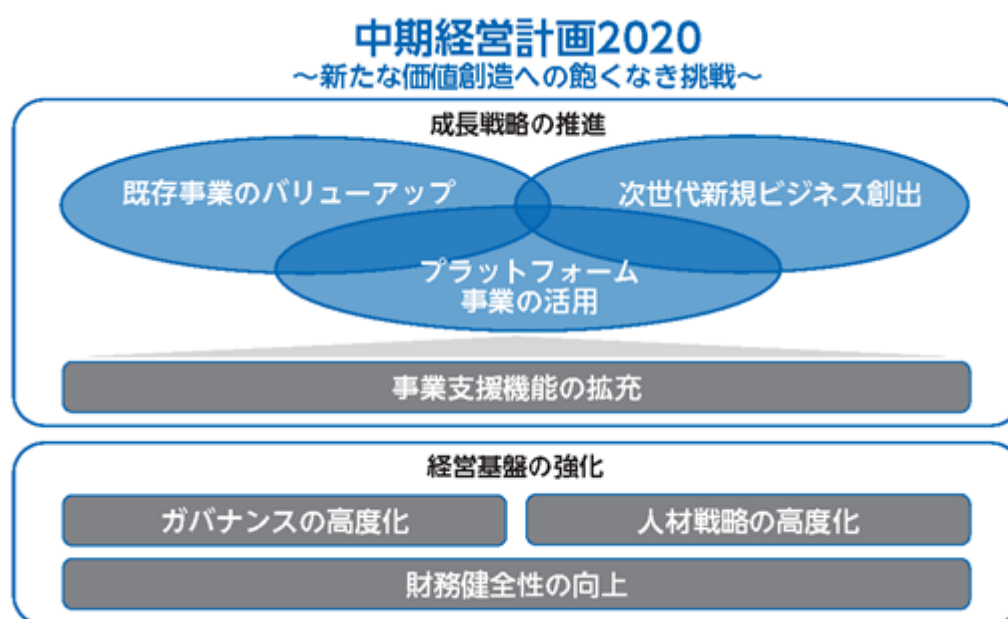 中期経営計画2020
～新たな価値創造への飽くなき挑戦～
成長戦略の推進
既存事業のバリューアップ
次世代新規ビジネス創出
プラットフォーム
事業の活用
事業支援機能の拡充
経営基盤の強化
ガバナンスの高度化
人材戦略の高度化
財務健全性の向上